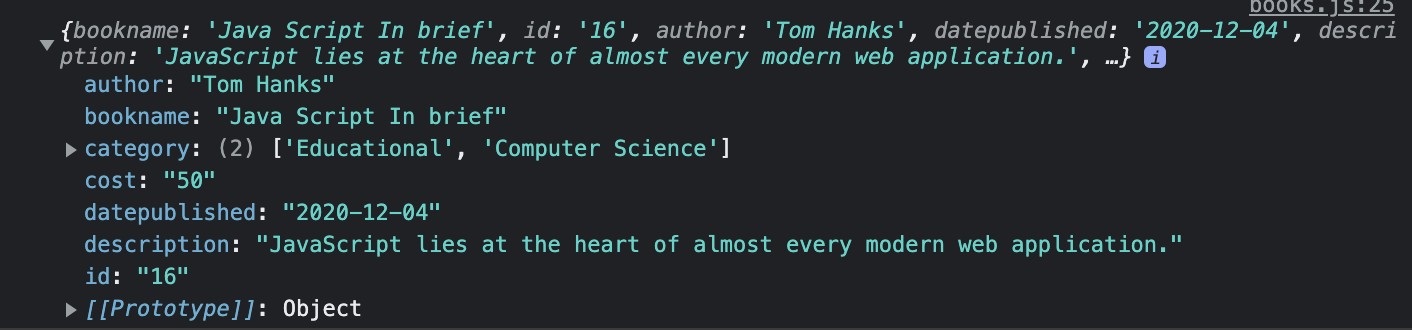 books.js:25
{bookname: 'Java Script In brief', id: '16', author: 'Tom Hanks', datepublished: '2020-12-04', descri
ption: 'JavaScript lies at the heart of almost every modern web application.', …} i
author: "Tom Hanks"
bookname: "Java Script In brief"
category: (2) ['Educational', 'Computer Science']
cost: "50"
datepublished: "2020-12-04"
description: "JavaScript lies at the heart of almost every modern web application."
id: "16"
[[Prototype]]: Object